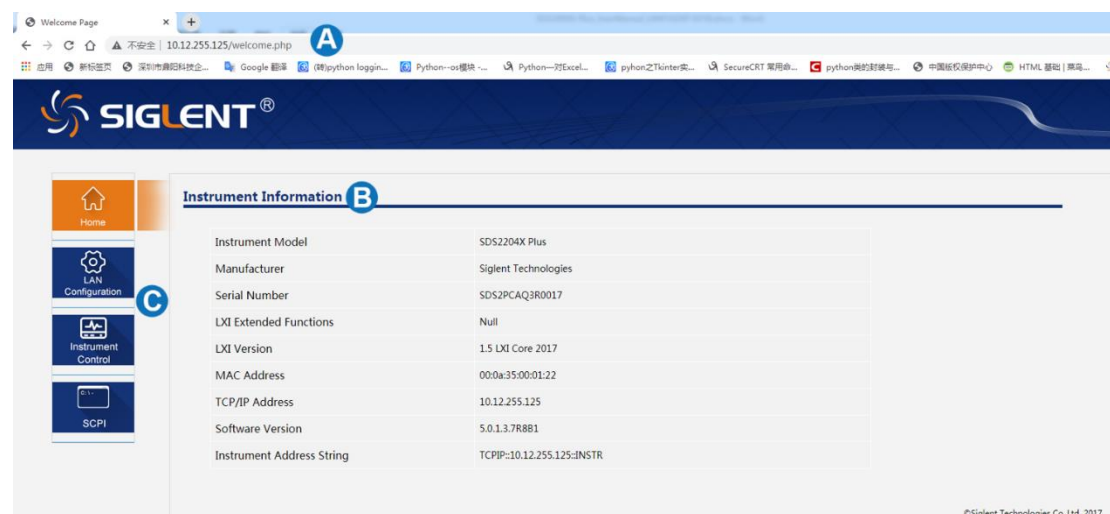 Welcome Page
不安全 | 10.12.255.125/welcome.php
A
应用 新标签页 Google 翻译 (转)python loggin... Python--os模块 -... Python—对Excel... pyhon之Tkinter实... SecureCRT 常用命... python类的封装与... 中国版权保护中心 HTML 基础 | 菜鸟...
SIGLENT®
Home
LAN
Configuration
C
Instrument
Control
C:\-
SCPI
Instrument Information B
Instrument Model SDS2204X Plus
Manufacturer Siglent Technologies
Serial Number SDS2PCAQ3R0017
LXI Extended Functions Null
LXI Version 1.5 LXI Core 2017
MAC Address 00:0a:35:00:01:22
TCP/IP Address 10.12.255.125
Software Version 5.0.1.3.7R8B1
Instrument Address String TCPIP::10.12.255.125::INSTR
©Siglent Technologies Co.,Ltd. 2017